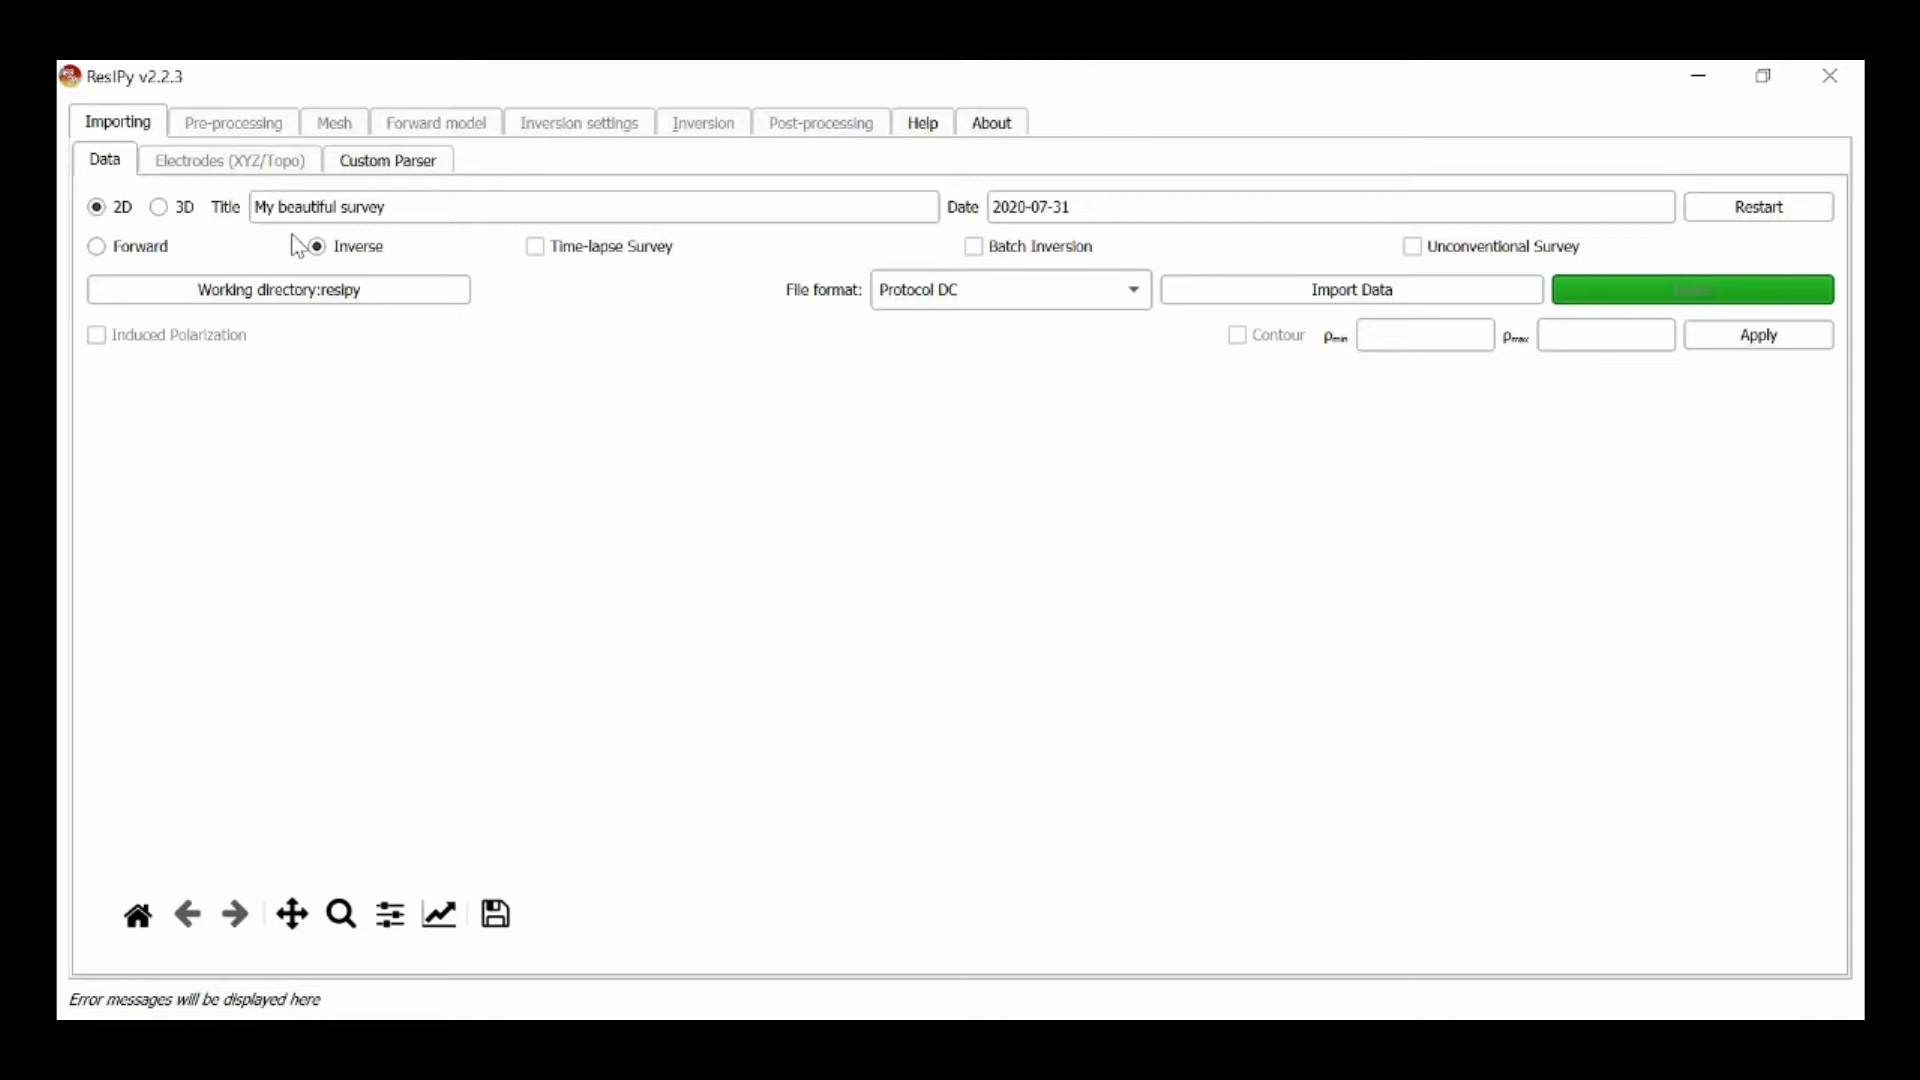 ResIPy v2.2.3
Importing Pre-processing Mesh Forward model Inversion settings Inversion Post-processing Help About
Data Electrodes (XYZ/Topo) Custom Parser
2D 3D Title My beautiful survey Date 2020-07-31 Restart
Forward Inverse Time-lapse Survey Batch Inversion Unconventional Survey
Working directory:resipy File format: Protocol DC Import Data
Induced Polarization Contour ρmin ρmax Apply
Error messages will be displayed here